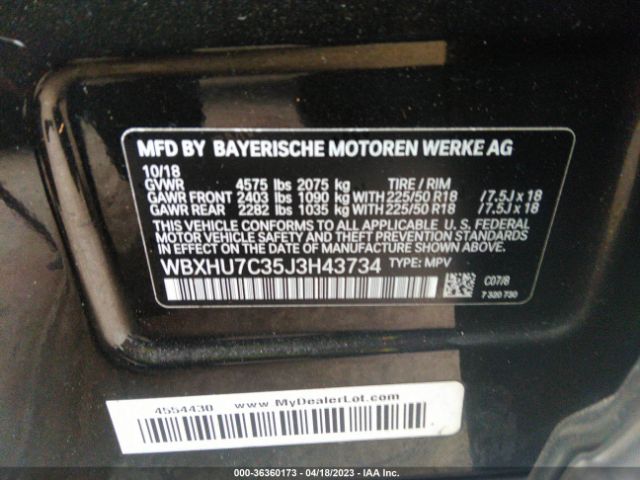 MFD BY BAYERISCHE MOTOREN WERKE AG
10/18
GVWR 4575 lbs 2075 kg TIRE / RIM
GAWR FRONT 2403 lbs 1090 kg WITH 225/50 R18 /7.5J x 18
GAWR REAR 2282 lbs 1035 kg WITH 225/50 R18 /7.5J x 18
THIS VEHICLE CONFORMS TO ALL APPLICABLE U. S. FEDERAL
MOTOR VEHICLE SAFETY, BUMPER, AND THEFT PREVENTION
STANDARDS IN EFFECT ON THE DATE OF MANUFACTURE SHOWN ABOVE.
WBXHU7C35J3H43734 TYPE: MPV
C07/8
7 320 730
4554430 www.MyDealerLot.com
000-36360173 - 04/18/2023 - IAA Inc.